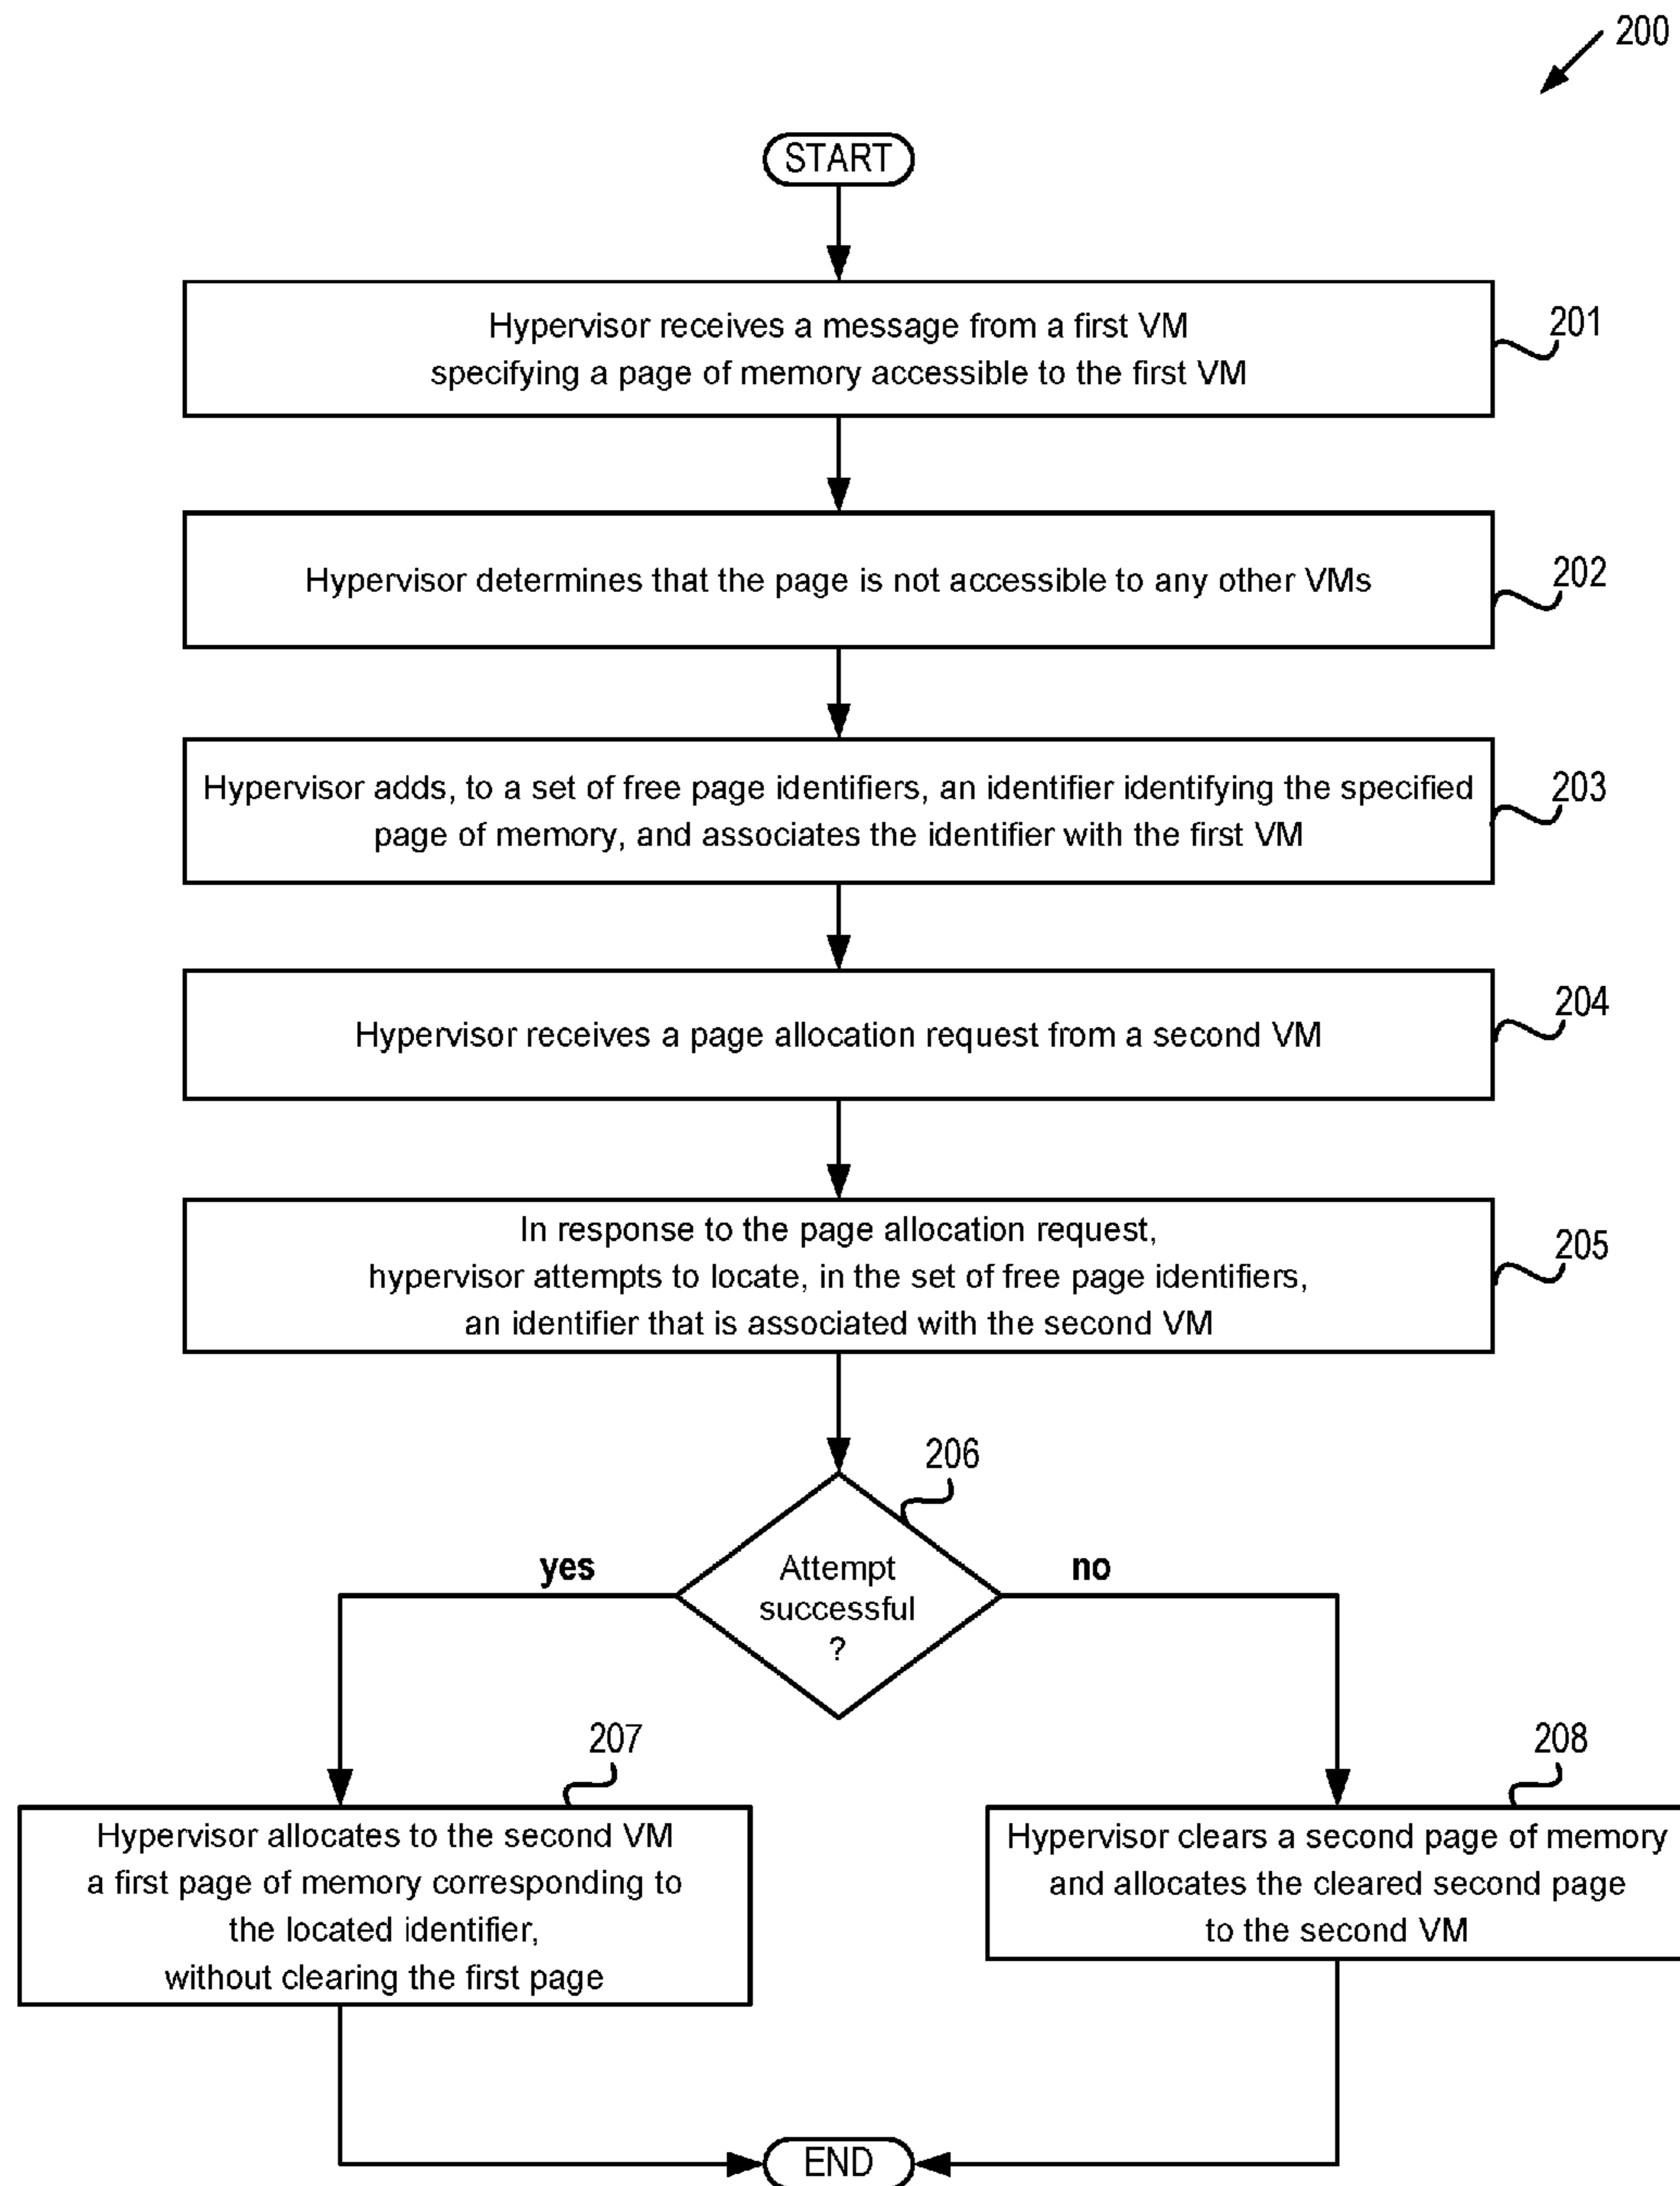 200
START
Hypervisor receives a message from a first VM
specifying a page of memory accessible to the first VM
201
Hypervisor determines that the page is not accessible to any other VMs
202
Hypervisor adds, to a set of free page identifiers, an identifier identifying the specified
page of memory, and associates the identifier with the first VM
203
Hypervisor receives a page allocation request from a second VM
204
In response to the page allocation request,
hypervisor attempts to locate, in the set of free page identifiers,
an identifier that is associated with the second VM
205
206
Attempt
successful
?
yes
no
207
Hypervisor allocates to the second VM
a first page of memory corresponding to
the located identifier,
without clearing the first page
208
Hypervisor clears a second page of memory
and allocates the cleared second page
to the second VM
END